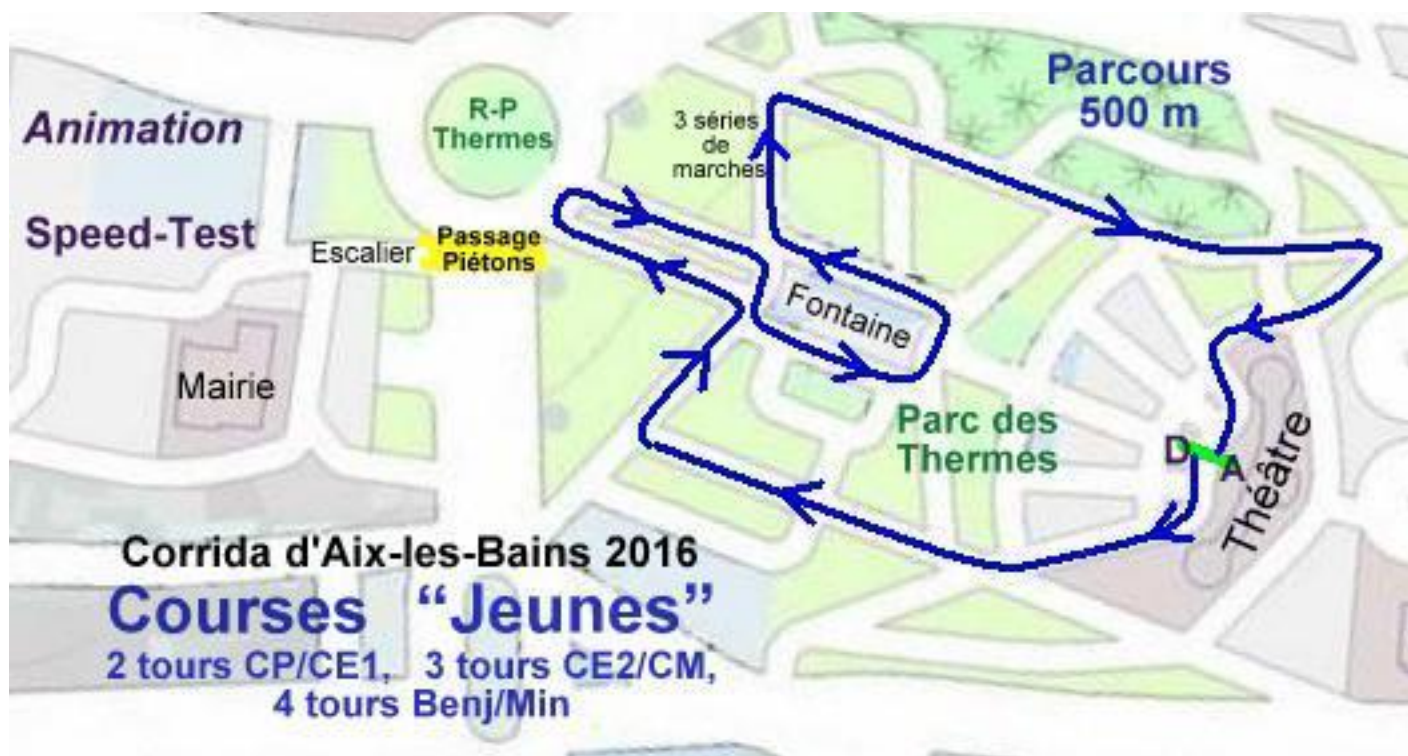 Parcours
500 m
R-P
Thermes
Animation
3 séries
de
marches
Speed-Test
Escalier
Passage
Piétons
Fontaine
Mairie
Parc des
Thermes
D
A
Théâtre
Corrida d'Aix-les-Bains 2016
Courses “Jeunes”
2 tours CP/CE1, 3 tours CE2/CM,
4 tours Benj/Min